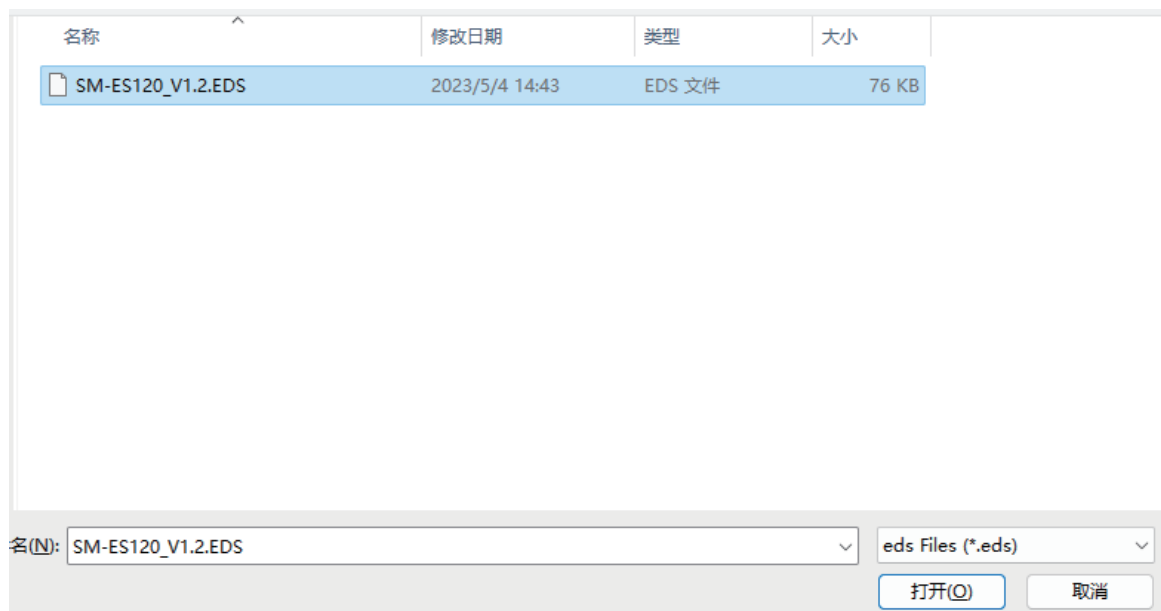 名称 修改日期 类型 大小
SM-ES120_V1.2.EDS 2023/5/4 14:43 EDS 文件 76 KB
名(N): SM-ES120_V1.2.EDS eds Files (*.eds)
打开(O) 取消